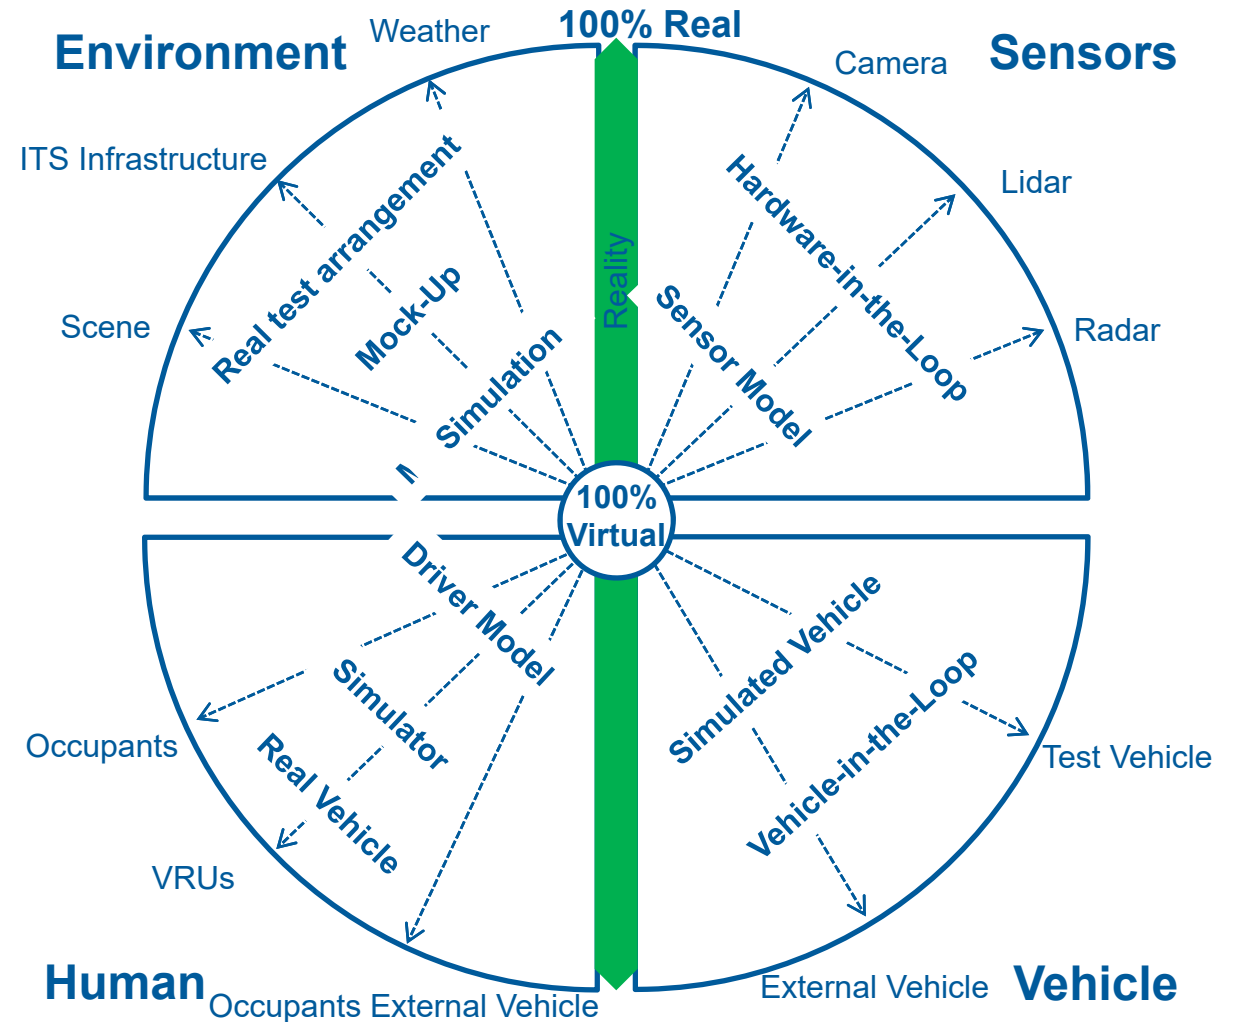 Environment
Weather
100% Real
Camera
Sensors
ITS Infrastructure
Lidar
Scene
Radar
Real test arrangement
Mock-Up
Simulation
Reality
Hardware-in-the-Loop
Sensor Model
100%
Virtual
Driver Model
Simulator
Real Vehicle
Simulated Vehicle
Vehicle-in-the-Loop
Occupants
Test Vehicle
VRUs
Human
Occupants External Vehicle
External Vehicle
Vehicle